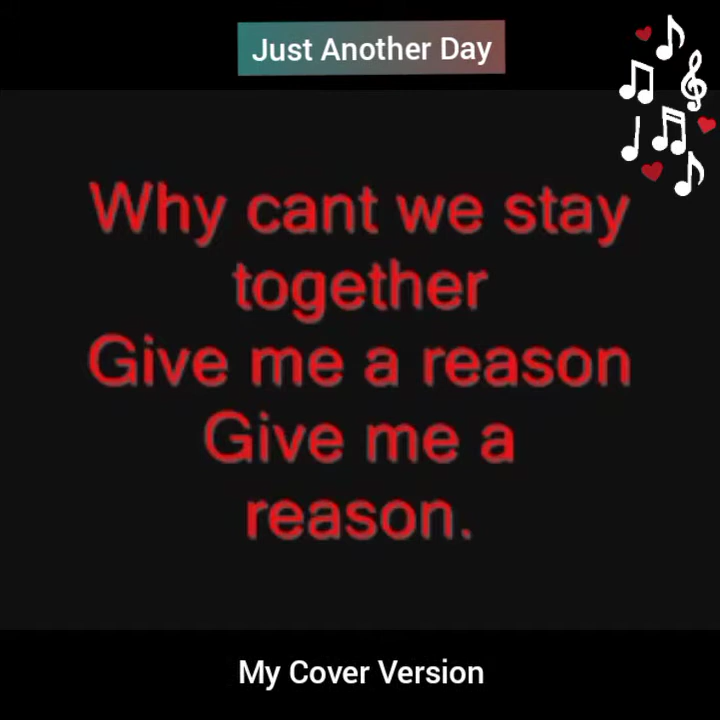 Just Another Day
Why cant we stay
together
Give me a reason
Give me a
reason.
My Cover Version